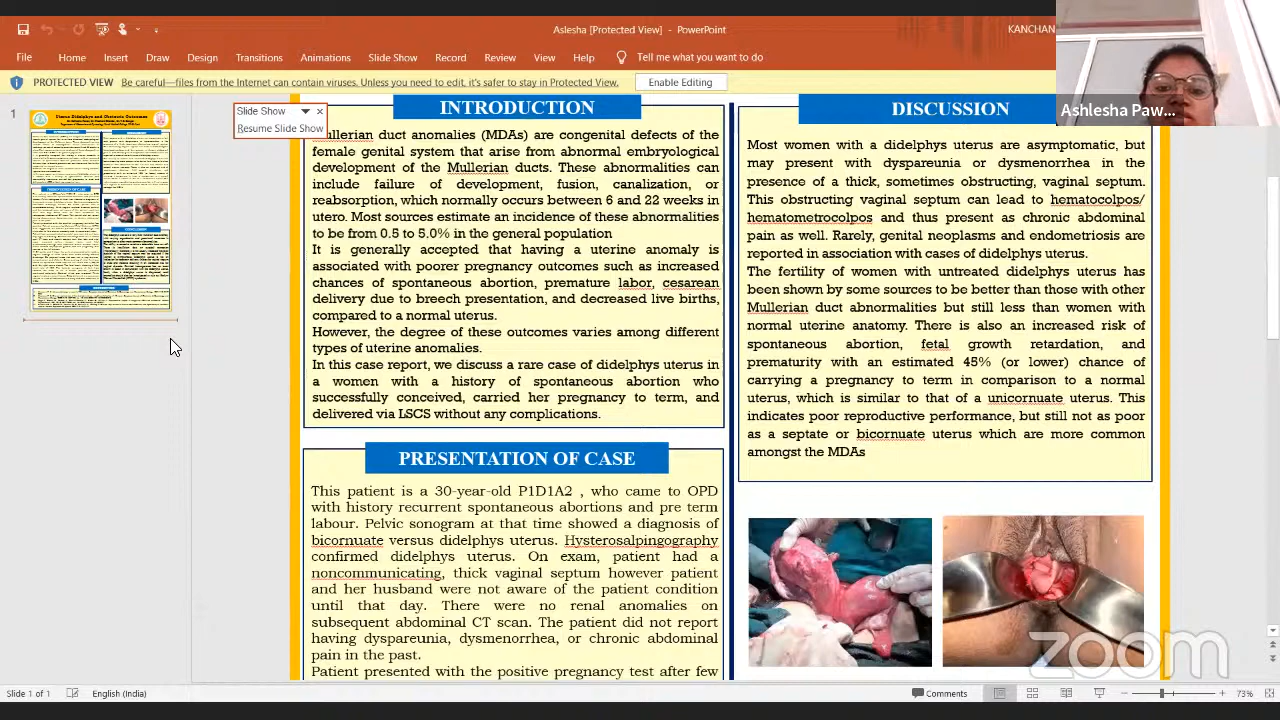 Aslesha [Protected View] - PowerPoint
KANCHAN
File Home Insert Draw Design Transitions Animations Slide Show Record Review View Help Tell me what you want to do
PROTECTED VIEW Be careful—files from the Internet can contain viruses. Unless you need to edit, it's safer to stay in Protected View. Enable Editing
Ashlesha Paw...
1
Uterus Didelphys and Obstetric Outcomes
Slide Show
Resume Slide Show
INTRODUCTION
Mullerian duct anomalies (MDAs) are congenital defects of the
female genital system that arise from abnormal embryological
development of the Mullerian ducts. These abnormalities can
include failure of development, fusion, canalization, or
reabsorption, which normally occurs between 6 and 22 weeks in
utero. Most sources estimate an incidence of these abnormalities
to be from 0.5 to 5.0% in the general population
It is generally accepted that having a uterine anomaly is
associated with poorer pregnancy outcomes such as increased
chances of spontaneous abortion, premature labor, cesarean
delivery due to breech presentation, and decreased live births,
compared to a normal uterus.
However, the degree of these outcomes varies among different
types of uterine anomalies.
In this case report, we discuss a rare case of didelphys uterus in
a women with a history of spontaneous abortion who
successfully conceived, carried her pregnancy to term, and
delivered via LSCS without any complications.
PRESENTATION OF CASE
This patient is a 30-year-old P1D1A2 , who came to OPD
with history recurrent spontaneous abortions and pre term
labour. Pelvic sonogram at that time showed a diagnosis of
bicornuate versus didelphys uterus. Hysterosalpingography
confirmed didelphys uterus. On exam, patient had a
noncommunicating, thick vaginal septum however patient
and her husband were not aware of the patient condition
until that day. There were no renal anomalies on
subsequent abdominal CT scan. The patient did not report
having dyspareunia, dysmenorrhea, or chronic abdominal
pain in the past.
Patient presented with the positive pregnancy test after few
DISCUSSION
Most women with a didelphys uterus are asymptomatic, but
may present with dyspareunia or dysmenorrhea in the
presence of a thick, sometimes obstructing, vaginal septum.
This obstructing vaginal septum can lead to hematocolpos/
hematometrocolpos and thus present as chronic abdominal
pain as well. Rarely, genital neoplasms and endometriosis are
reported in association with cases of didelphys uterus.
The fertility of women with untreated didelphys uterus has
been shown by some sources to be better than those with other
Mullerian duct abnormalities but still less than women with
normal uterine anatomy. There is also an increased risk of
spontaneous abortion, fetal growth retardation, and
prematurity with an estimated 45% (or lower) chance of
carrying a pregnancy to term in comparison to a normal
uterus, which is similar to that of a unicornuate uterus. This
indicates poor reproductive performance, but still not as poor
as a septate or bicornuate uterus which are more common
amongst the MDAs
zoom
Slide 1 of 1 English (India) Comments 73%